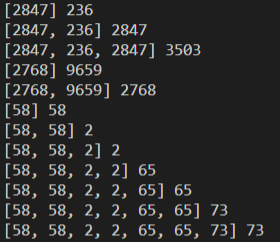 [2847] 236
[2847, 236] 2847
[2847, 236, 2847] 3503
[2768] 9659
[2768, 9659] 2768
[58] 58
[58, 58] 2
[58, 58, 2] 2
[58, 58, 2, 2] 65
[58, 58, 2, 2, 65] 65
[58, 58, 2, 2, 65, 65] 73
[58, 58, 2, 2, 65, 65, 73] 73